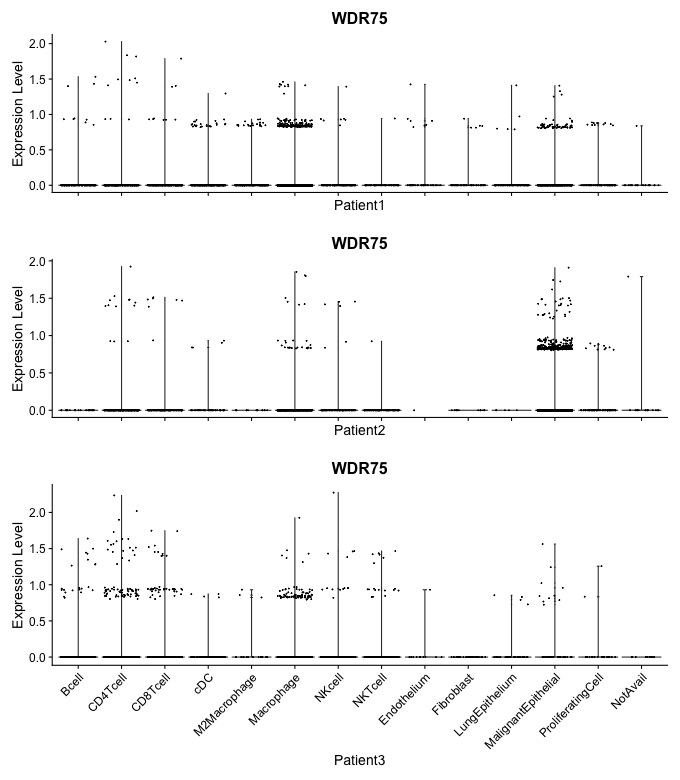 WDR75
Expression Level
2.0
1.5
1.0
0.5
0.0
Patient1
WDR75
Expression Level
2.0
1.5
1.0
0.5
0.0
Patient2
WDR75
Expression Level
2.0
1.5
1.0
0.5
0.0
Bcell
CD4Tcell
CD8Tcell
cDC
M2Macrophage
Macrophage
NKcell
NKTcell
Endothelium
Fibroblast
LungEpithelium
MalignantEpithelial
ProliferatingCell
NotAvail
Patient3